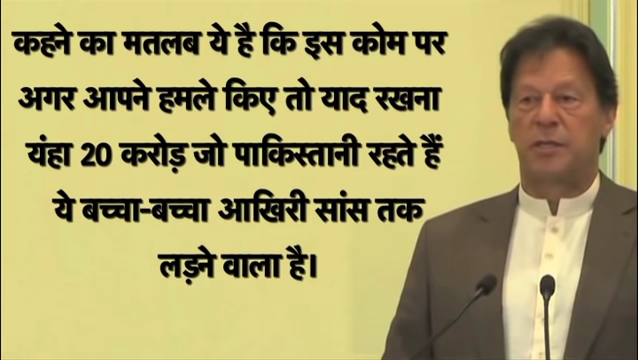 कहने का मतलब ये है कि इस कोम पर
अगर आपने हमले किए तो याद रखना
यंहा 20 करोड़ जो पाकिस्तानी रहते हैं
ये बच्चा-बच्चा आखिरी सांस तक
लड़ने वाला है।